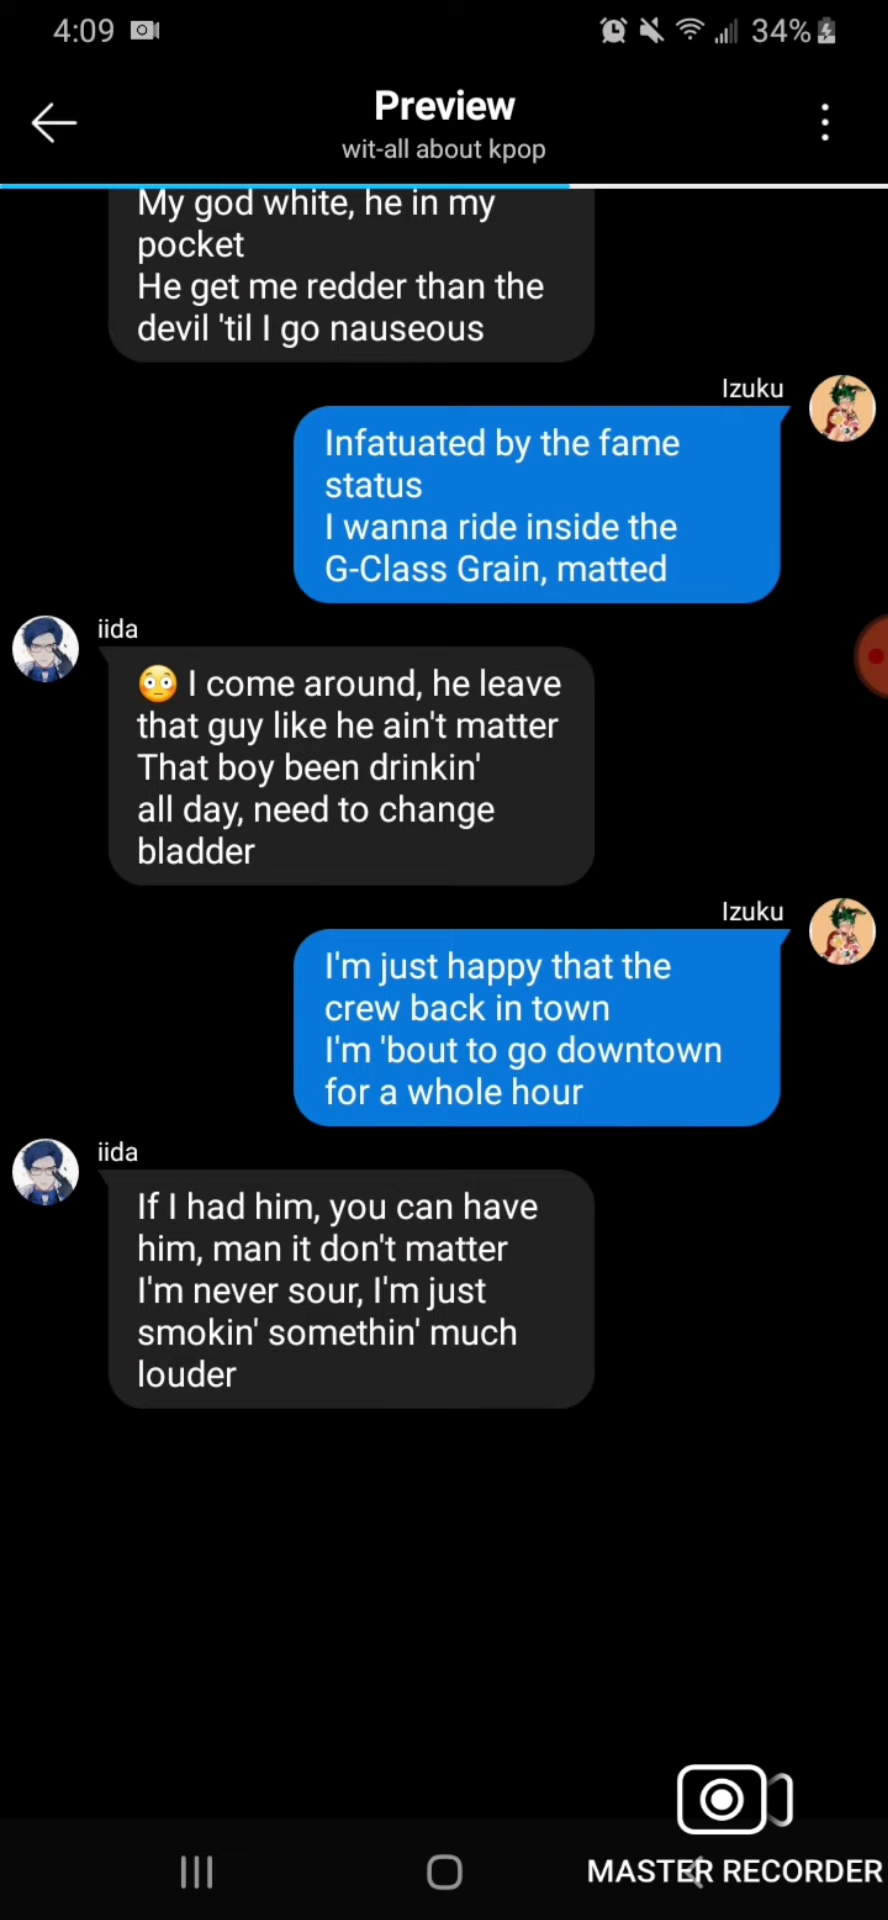 4:09
34%
Preview
wit-all about kpop
My god white, he in my
pocket
He get me redder than the
devil 'til I go nauseous
Izuku
Infatuated by the fame
status
I wanna ride inside the
G-Class Grain, matted
iida
😳 I come around, he leave
that guy like he ain't matter
That boy been drinkin'
all day, need to change
bladder
Izuku
I'm just happy that the
crew back in town
I'm 'bout to go downtown
for a whole hour
iida
If I had him, you can have
him, man it don't matter
I'm never sour, I'm just
smokin' somethin' much
louder
MASTER RECORDER